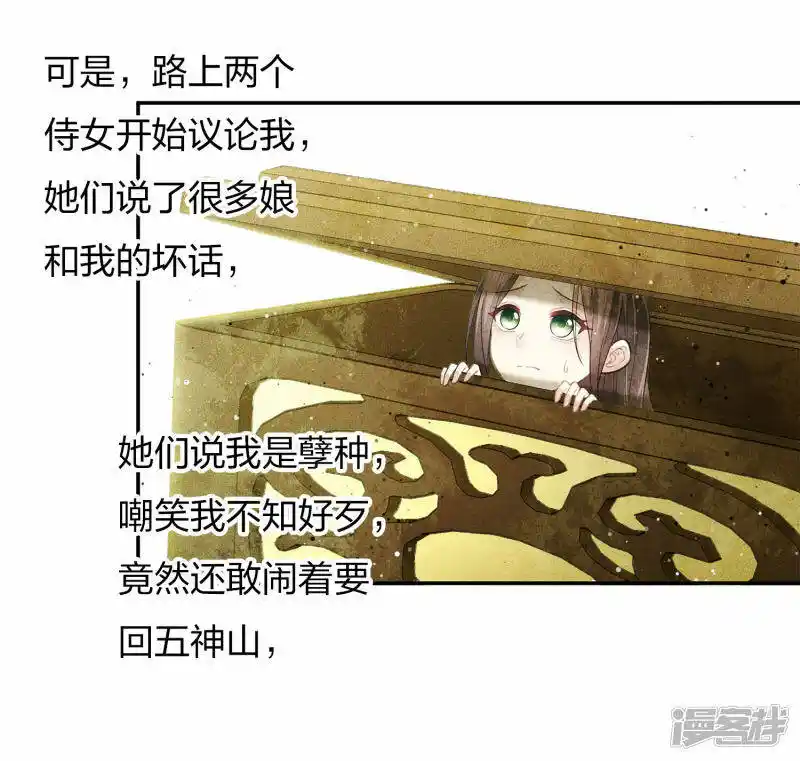 可是，路上两个
侍女开始议论我，
她们说了很多娘
和我的坏话，
她们说我是孽种，
嘲笑我不知好歹，
竟然还敢闹着要
回五神山，
漫客栈